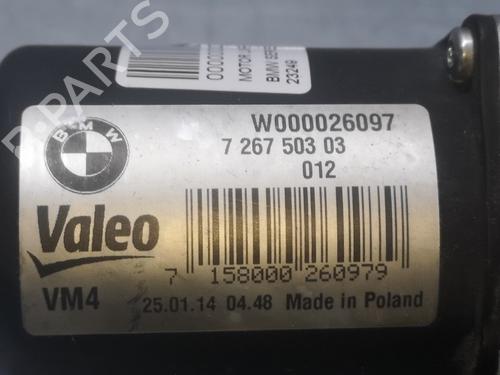 000000
MOTOR
BMW
23249
BMW
W000026097
7 267 503 03
012
Valeo
7 158000 260979
VM4
25.01.14 04.48 Made in Poland
B-PARTS